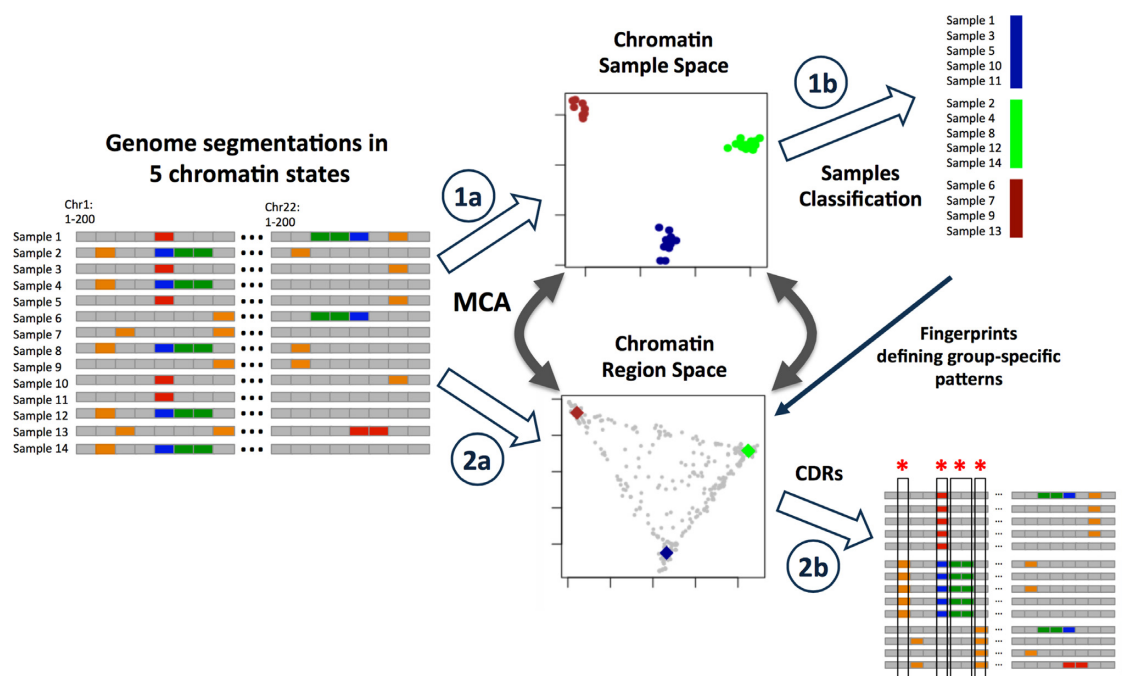 Genome segmentations in
5 chromatin states
Chr1:
1-200
Chr22:
1-200
Sample 1
Sample 2
Sample 3
Sample 4
Sample 5
Sample 6
Sample 7
Sample 8
Sample 9
Sample 10
Sample 11
Sample 12
Sample 13
Sample 14
1a
MCA
2a
Chromatin
Sample Space
Chromatin
Region Space
1b
Samples
Classification
Sample 1
Sample 3
Sample 5
Sample 10
Sample 11
Sample 2
Sample 4
Sample 8
Sample 12
Sample 14
Sample 6
Sample 7
Sample 9
Sample 13
Fingerprints
defining group-specific
patterns
CDRs
2b
* * * *